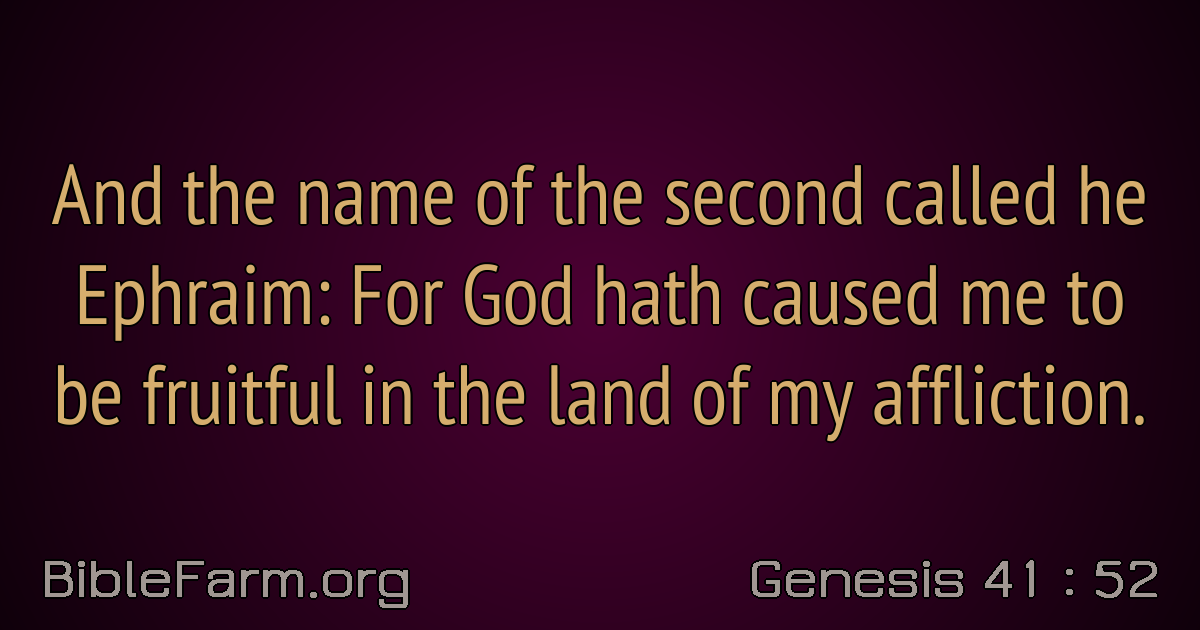 And the name of the second called he
Ephraim: For God hath caused me to
be fruitful in the land of my affliction.
BibleFarm.org
Genesis 41 : 52